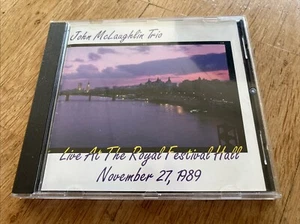 John McLaughlin Trio
Live At The Royal Festival Hall
November 27, 1989